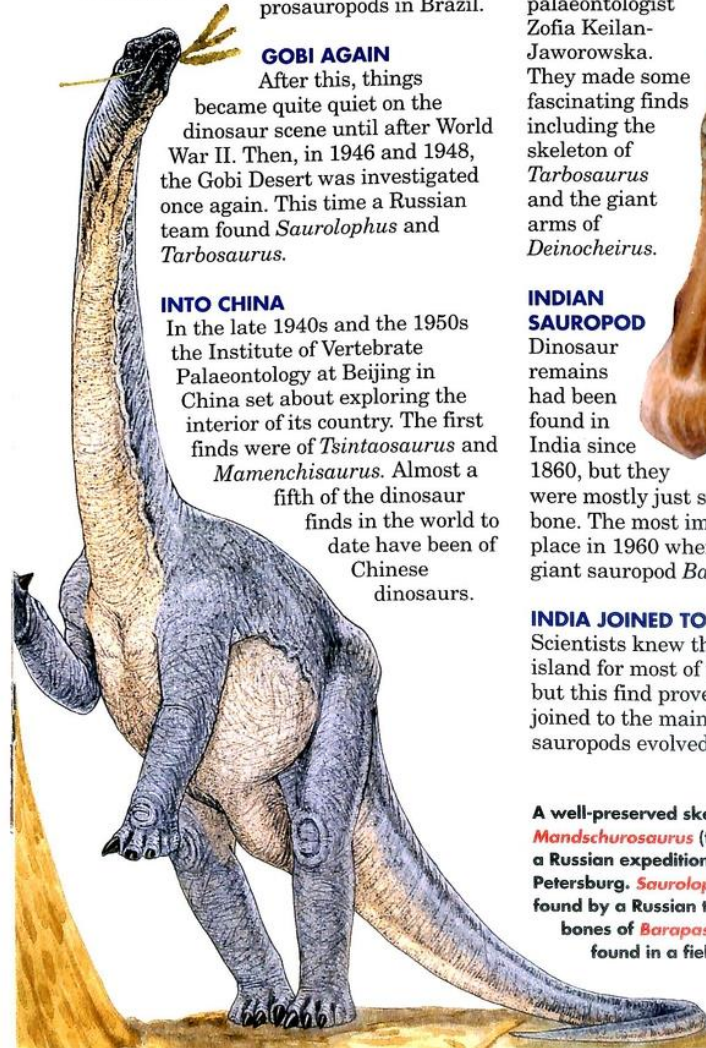 prosauropods in Brazil.
GOBI AGAIN
After this, things
became quite quiet on the
dinosaur scene until after World
War II. Then, in 1946 and 1948,
the Gobi Desert was investigated
once again. This time a Russian
team found Saurolophus and
Tarbosaurus.
INTO CHINA
In the late 1940s and the 1950s
the Institute of Vertebrate
Palaeontology at Beijing in
China set about exploring the
interior of its country. The first
finds were of Tsintaosaurus and
Mamenchisaurus. Almost a
fifth of the dinosaur
finds in the world to
date have been of
Chinese
dinosaurs.
palaeontologist
Zofia Keilan-
Jaworowska.
They made some
fascinating finds
including the
skeleton of
Tarbosaurus
and the giant
arms of
Deinocheirus.
INDIAN
SAUROPOD
Dinosaur
remains
had been
found in
India since
1860, but they
were mostly just
bone. The most
place in 1960
giant sauropod
INDIA JOINED TO
Scientists knew
island for most of
but this find
joined to the
sauropods evolved
A well-preserved
Mandschurosaurus
a Russian expedition
Petersburg.
found by a Russian
bones of
found in a